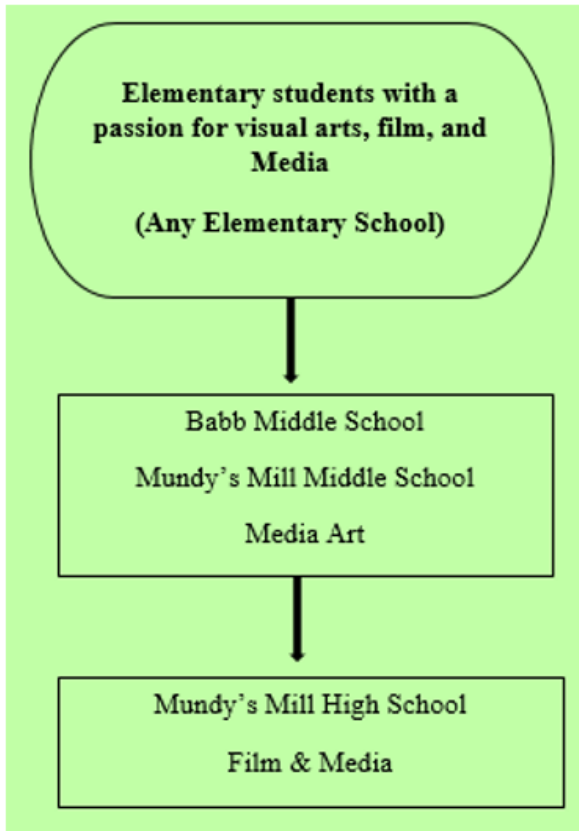 Elementary students with a
passion for visual arts, film, and
Media
(Any Elementary School)
Babb Middle School
Mundy’s Mill Middle School
Media Art
Mundy’s Mill High School
Film & Media